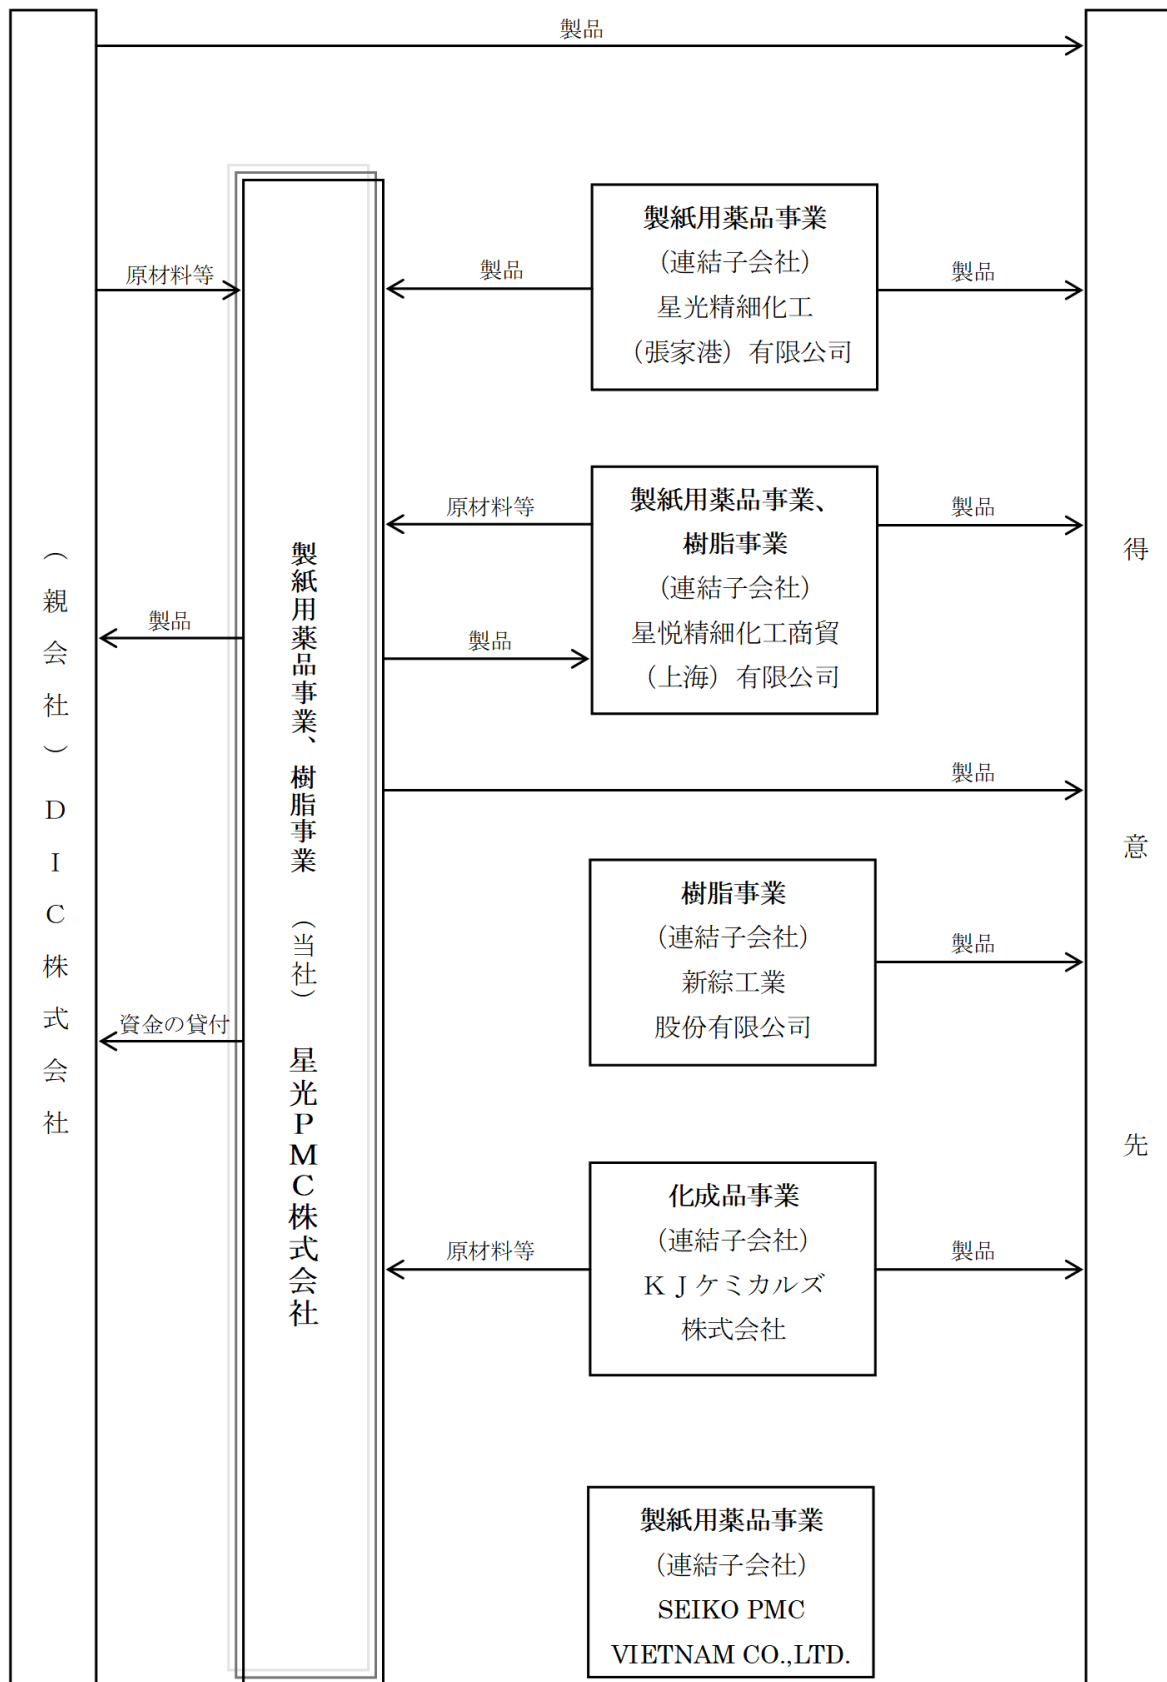 製品
製紙用薬品事業
（連結子会社）
星光精細化工
（張家港）有限公司
原材料等
製品
製品
製紙用薬品事業、
樹脂事業
（連結子会社）
星悦精細化工商貿
（上海）有限公司
原材料等
製品
製品
製品
（親会社）ＤＩＣ株式会社
製紙用薬品事業、樹脂事業　（当社）　星光ＰＭＣ株式会社
得意先
製品
樹脂事業
（連結子会社）
新綜工業
股份有限公司
製品
資金の貸付
化成品事業
（連結子会社）
ＫＪケミカルズ
株式会社
原材料等
製品
製紙用薬品事業
（連結子会社）
SEIKO PMC
VIETNAM CO.,LTD.